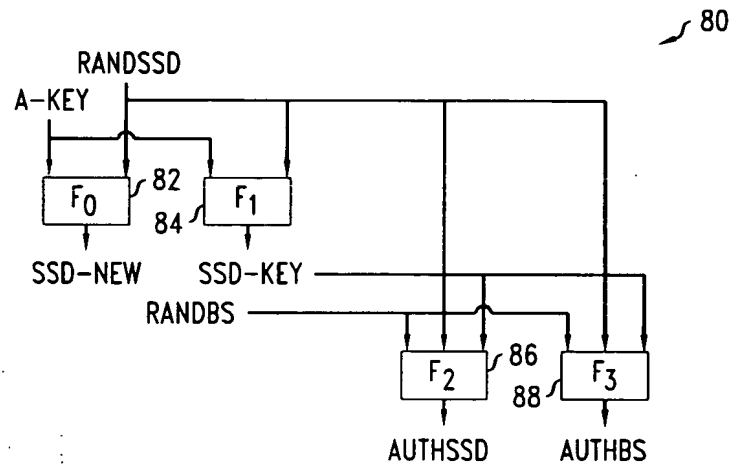 80
RANDSSD
A-KEY
F0 82
84 F1
SSD-NEW SSD-KEY
RANDBS
F2 86
88 F3
AUTHSSD AUTHBS